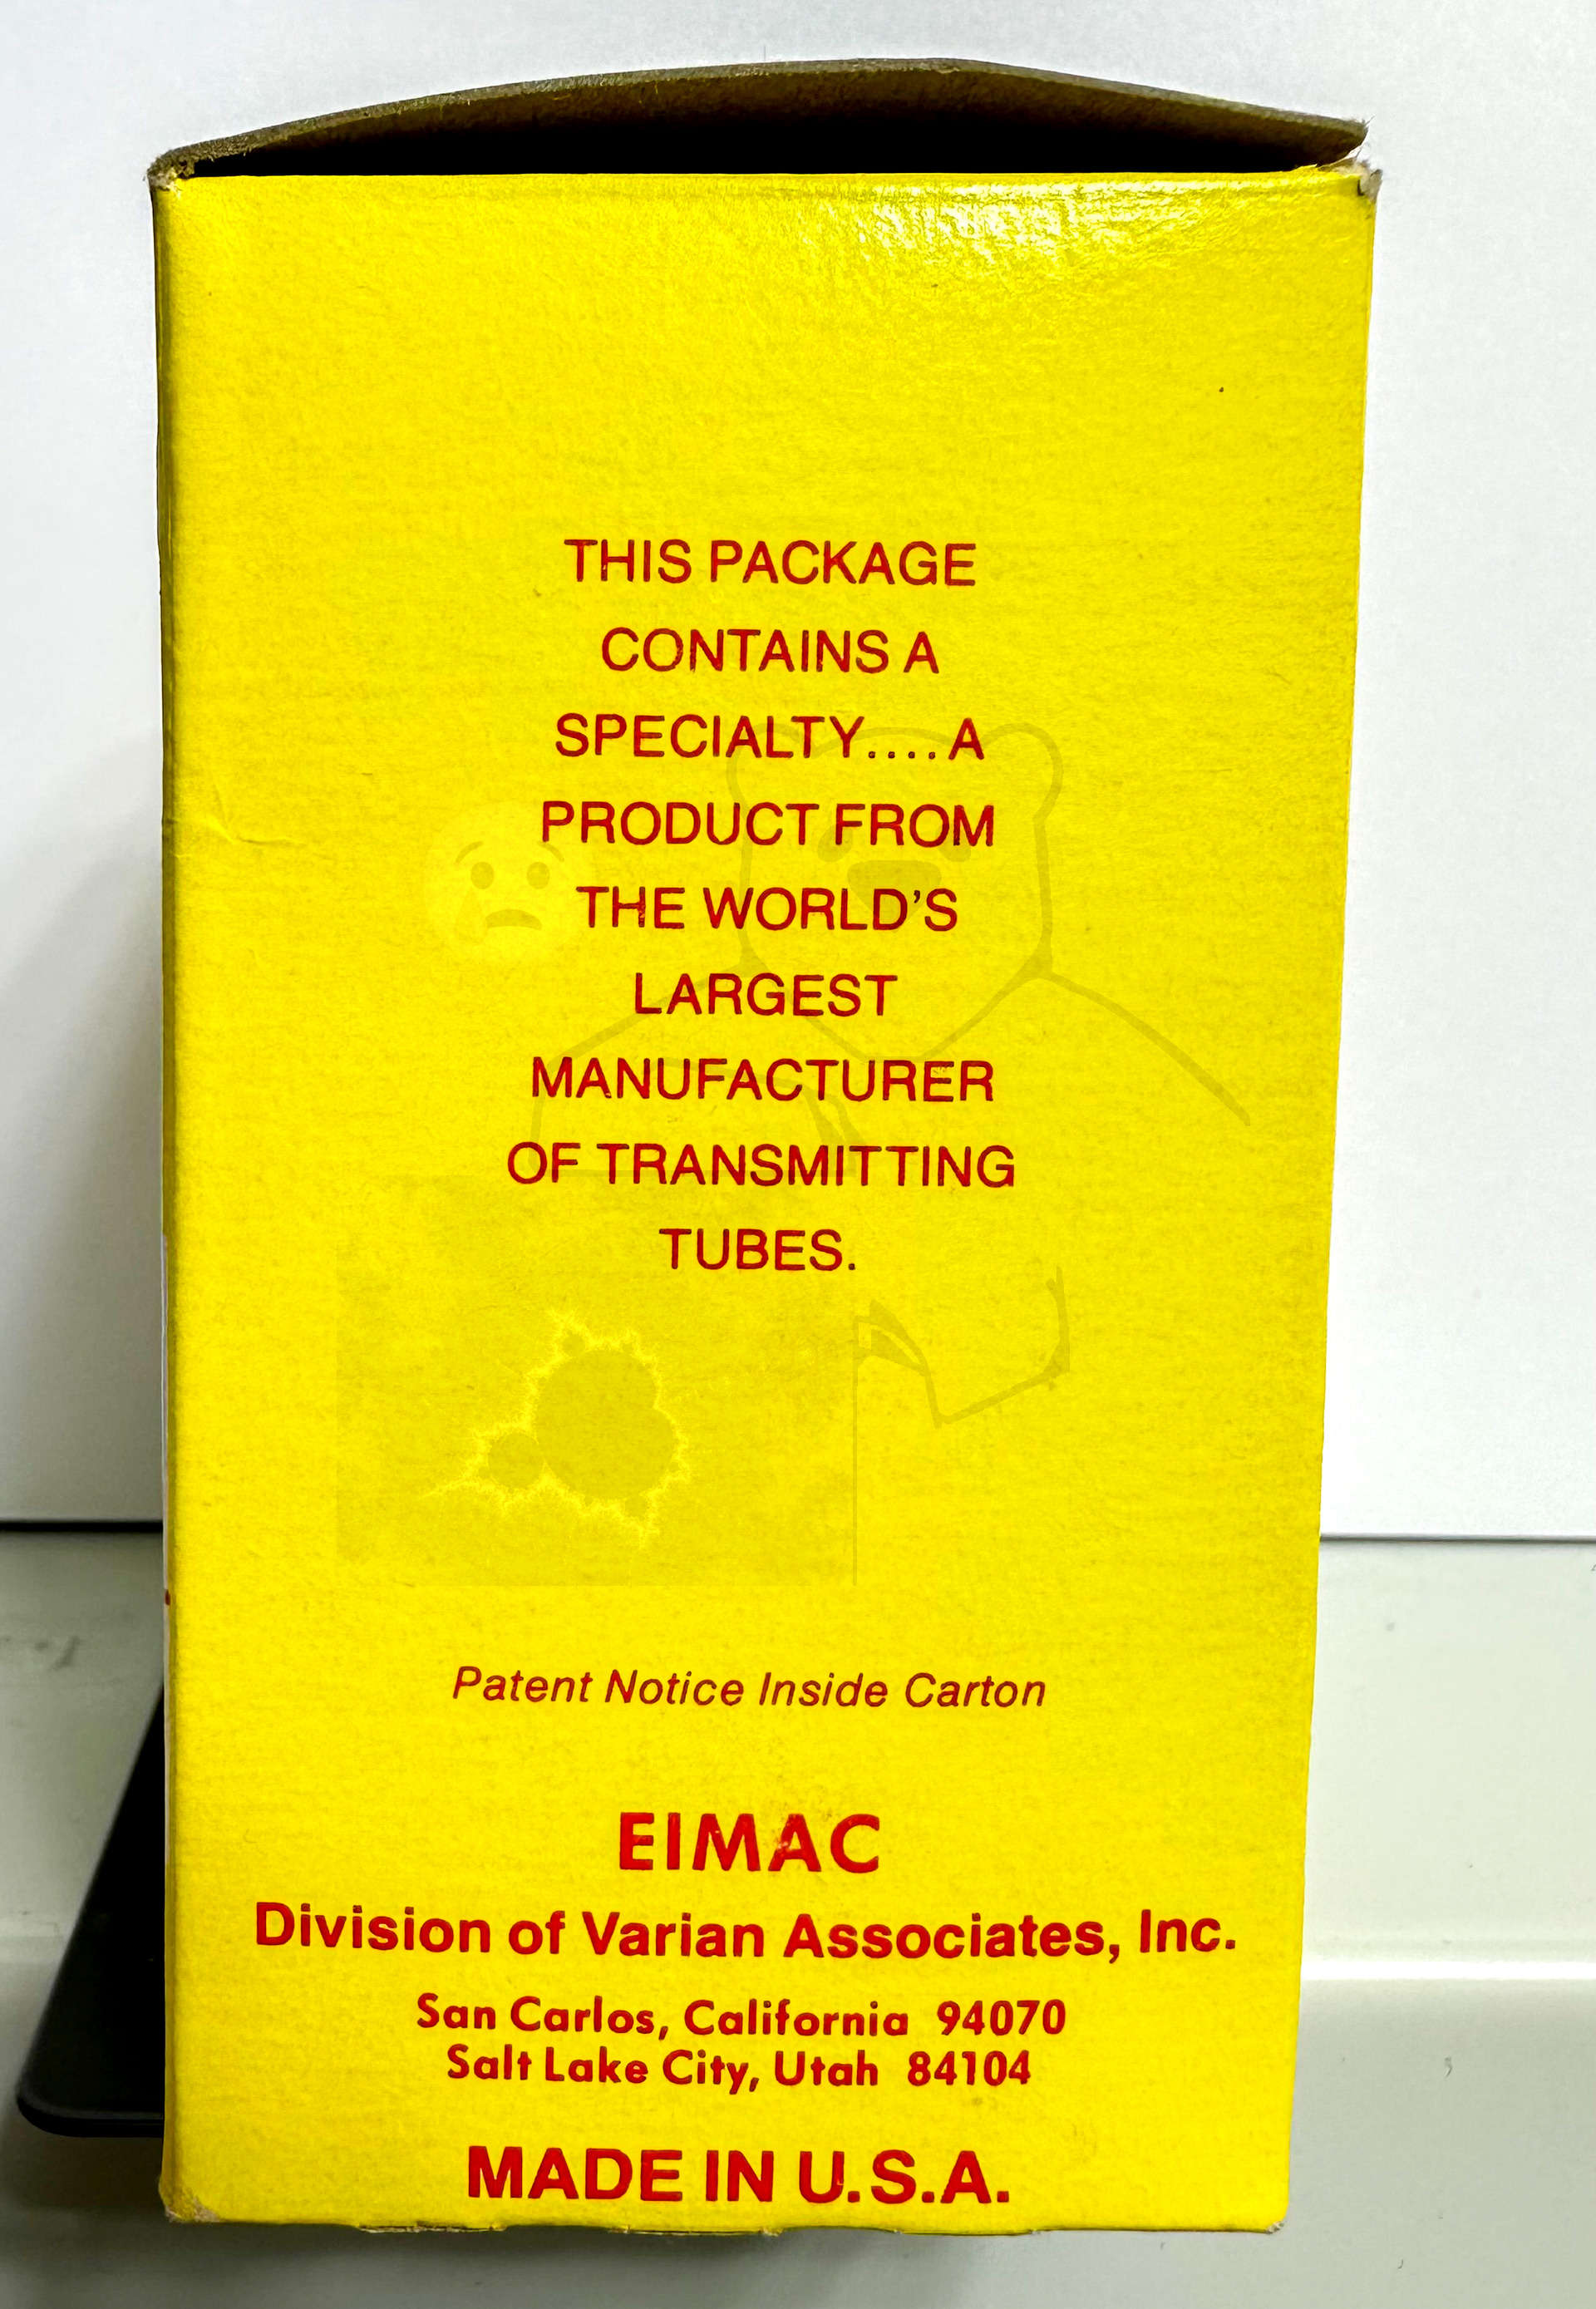 THIS PACKAGE
CONTAINS A
SPECIALTY....A
PRODUCT FROM
THE WORLD'S
LARGEST
MANUFACTURER
OF TRANSMITTING
TUBES.
Patent Notice Inside Carton
EIMAC
Division of Varian Associates, Inc.
San Carlos, California 94070
Salt Lake City, Utah 84104
MADE IN U.S.A.